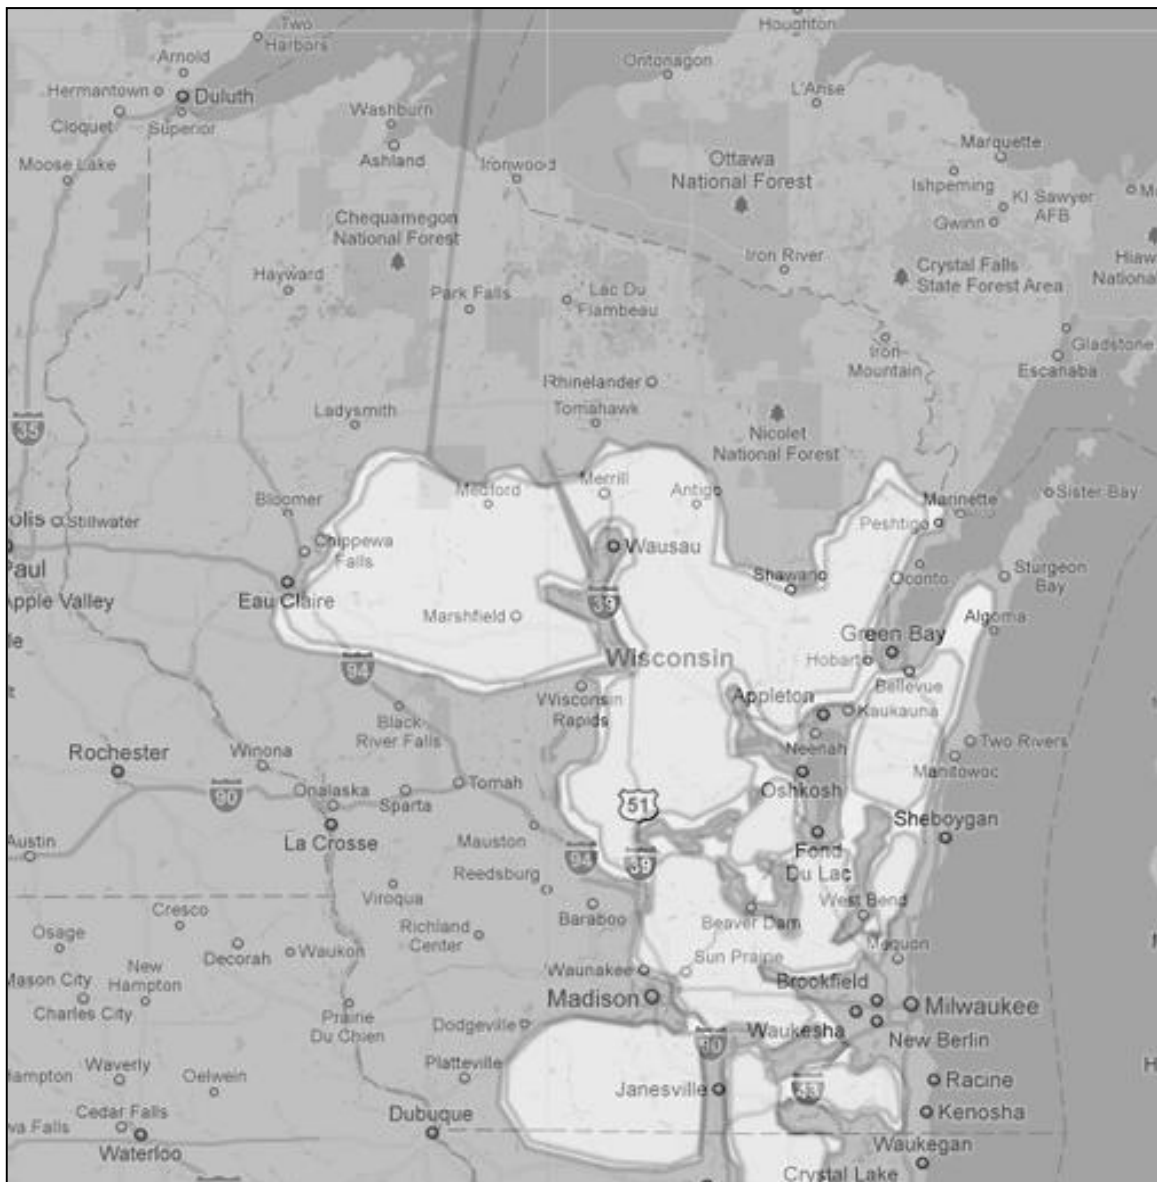 Houghton
Two
Harbors
Arnold
Ontonagon
Hermantown
Duluth
L'Anse
Washburn
Cloquet
Superior
Marquette
Ashland
Moose Lake
Ironwood
Ottawa
National Forest
Ishpeming
KI Sawyer
AFB
Chequamegon
National Forest
Gwinn
Iron River
Hiaw
National
Crystal Falls
State Forest Area
Hayward
Park Falls
Lac Du
Flambeau
Gladstone
Iron
Mountain
Escanaba
Rhinelander
Ladysmith
Tomahawk
35
Nicolet
National Forest
Merrill
Medford
Antigo
Marinette
Sister Bay
Bloomer
olis
Stillwater
Peshtigo
Chippewa
Falls
Wausau
Paul
Shawano
Oconto
Sturgeon
Bay
Apple Valley
Eau Claire
39
Marshfield
Algoma
Green Bay
le
Wisconsin
Hobart
94
Bellevue
Wisconsin
Rapids
Appleton
Kaukauna
Black
River Falls
Neenah
Two Rivers
Rochester
Winona
Manitowoc
Tomah
Oshkosh
90
Onalaska
Sparta
51
Sheboygan
Austin
La Crosse
Mauston
Fond
Du Lac
94
39
Reedsburg
Viroqua
West Bend
Cresco
Baraboo
Beaver Dam
Osage
Richland
Center
Decorah
Waukon
Mequon
Sun Prairie
Mason City
New
Hampton
Waunakee
Brookfield
Charles City
Madison
Milwaukee
Prairie
Du Chien
Dodgeville
Waukesha
New Berlin
90
Waverly
Platteville
Hampton
Oelwein
Janesville
43
Racine
Cedar Falls
Dubuque
Kenosha
wa Falls
Waterloo
Waukegan
Crystal Lake